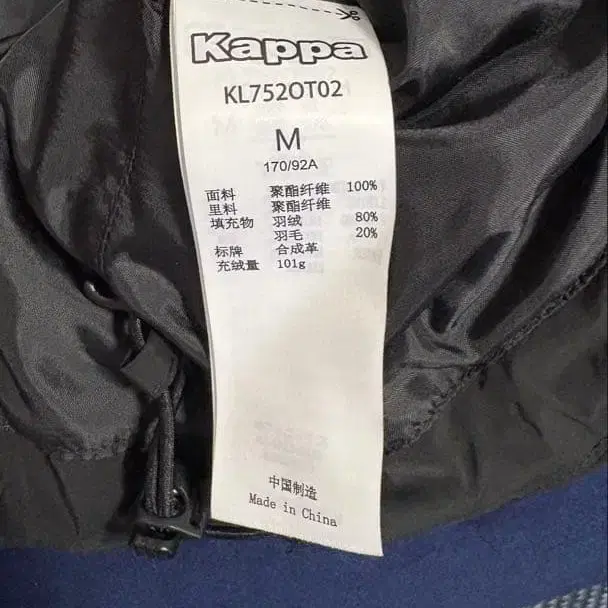 Kappa
KL752OT02
M
170/92A
面料 聚酯纤维 100%
里料 聚酯纤维
填充物 羽绒 80%
羽毛 20%
标牌 合成革
充绒量 101g
中国制造
Made in China